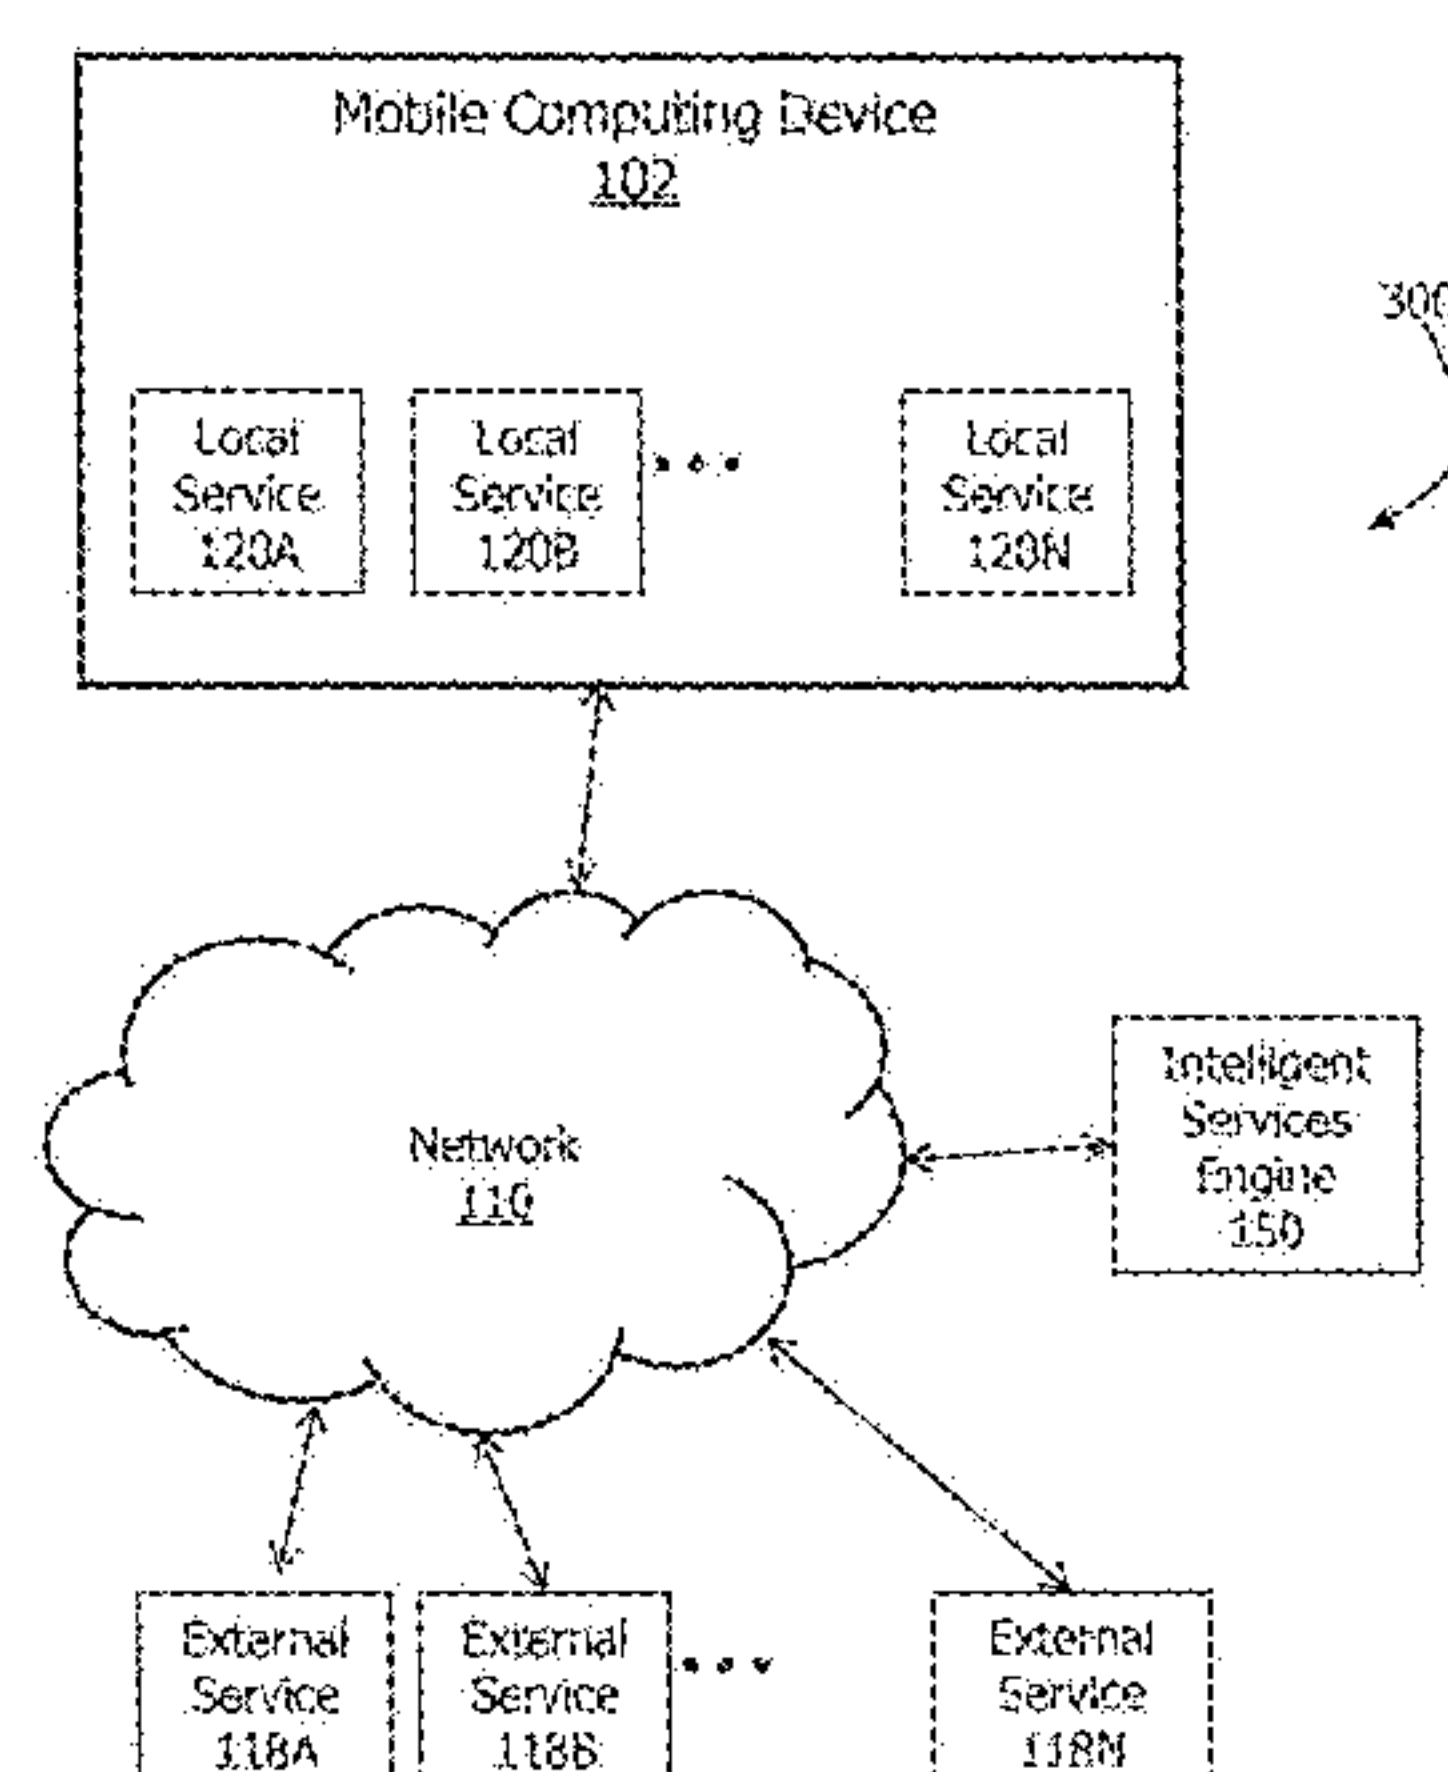 Mobile Computing Device
102
300
Local
Service
120A
Local
Service
120B
Local
Service
120N
Network
110
Intelligent
Services
Engine
150
External
Service
118A
External
Service
118B
External
Service
118N